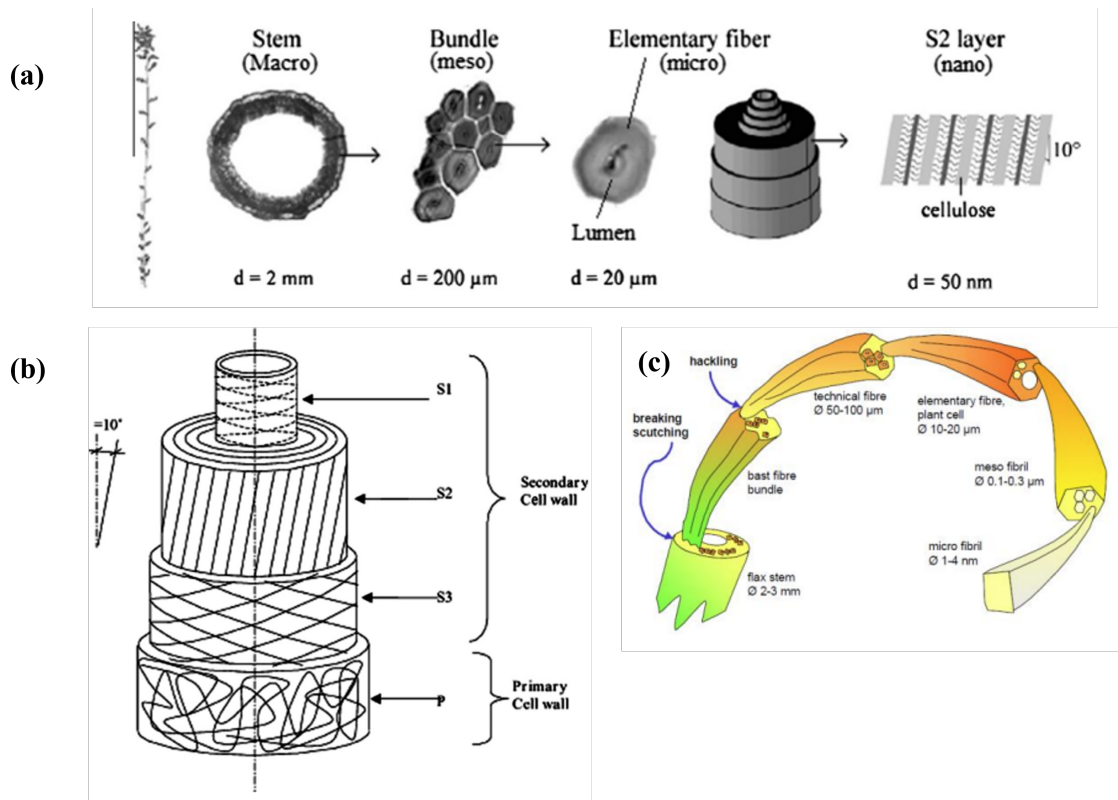 (a)
Stem
(Macro)
Bundle
(meso)
Elementary fiber
(micro)
S2 layer
(nano)
10°
cellulose
Lumen
d = 2 mm
d = 200 µm
d = 20 µm
d = 50 nm
(b)
=10°
S1
S2
S3
P
Secondary
Cell wall
Primary
Cell wall
(c)
hackling
breaking
scutching
technical fibre
Ø 50-100 µm
elementary fibre,
plant cell
Ø 10-20 µm
bast fibre
bundle
meso fibril
Ø 0.1-0.3 µm
micro fibril
Ø 1-4 nm
flax stem
Ø 2-3 mm